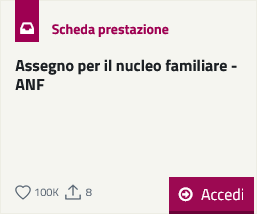 Scheda prestazione
Assegno per il nucleo familiare -
ANF
100K 8
Accedi